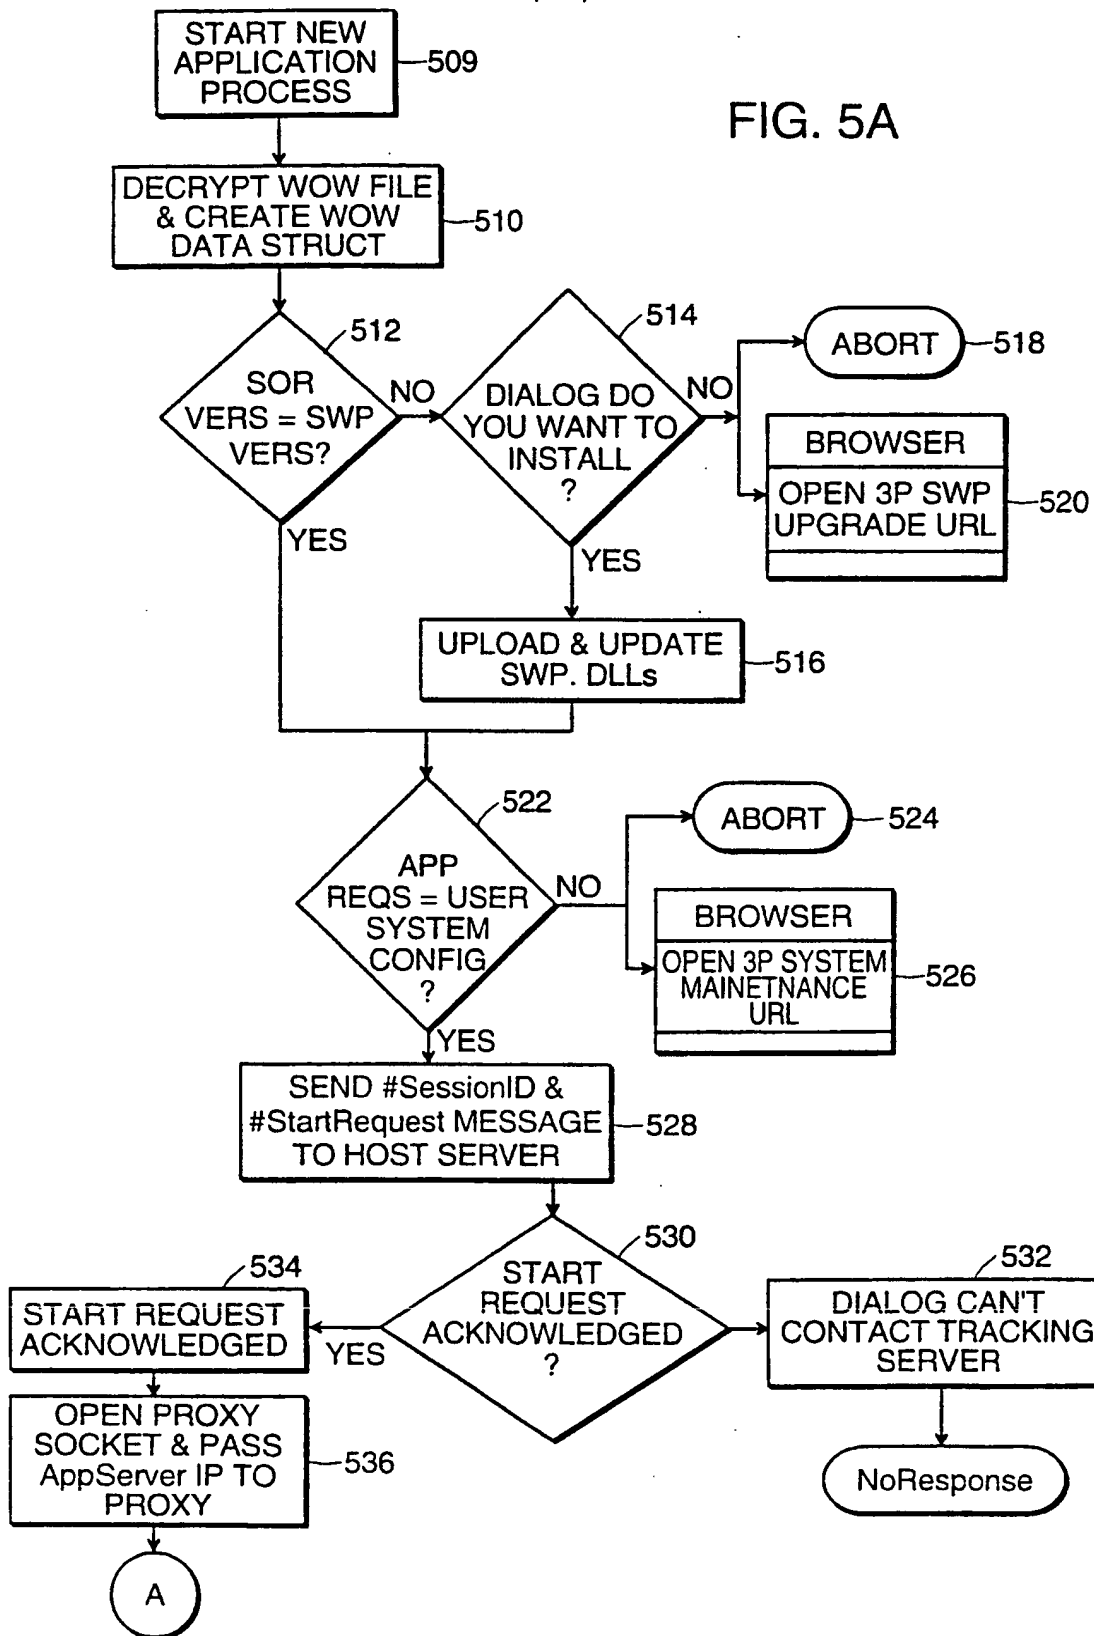 START NEW
APPLICATION
PROCESS
509
FIG. 5A
DECRYPT WOW FILE
& CREATE WOW
DATA STRUCT
510
512
SOR
VERS = SWP
VERS?
NO
YES
514
DIALOG DO
YOU WANT TO
INSTALL
?
NO
YES
ABORT
518
BROWSER
OPEN 3P SWP
UPGRADE URL
520
UPLOAD & UPDATE
SWP. DLLs
516
522
APP
REQS = USER
SYSTEM
CONFIG
?
NO
YES
ABORT
524
BROWSER
OPEN 3P SYSTEM
MAINETNANCE
URL
526
SEND #SessionID &
#StartRequest MESSAGE
TO HOST SERVER
528
530
START
REQUEST
ACKNOWLEDGED
?
YES
532
DIALOG CAN'T
CONTACT TRACKING
SERVER
NoResponse
534
START REQUEST
ACKNOWLEDGED
OPEN PROXY
SOCKET & PASS
AppServer IP TO
PROXY
536
A